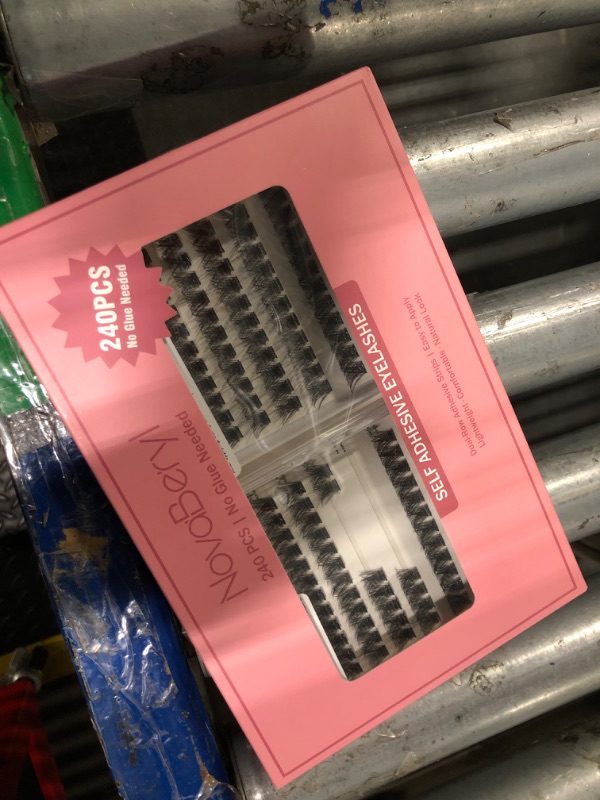 240PCS
No Glue Needed
NovaBeryl
240 PCS | No Glue Needed
SELF ADHESIVE EYELASHES
Dual-Row Adhesive Strips | Easy to Apply
Lightweight-Comfortable Natural Look